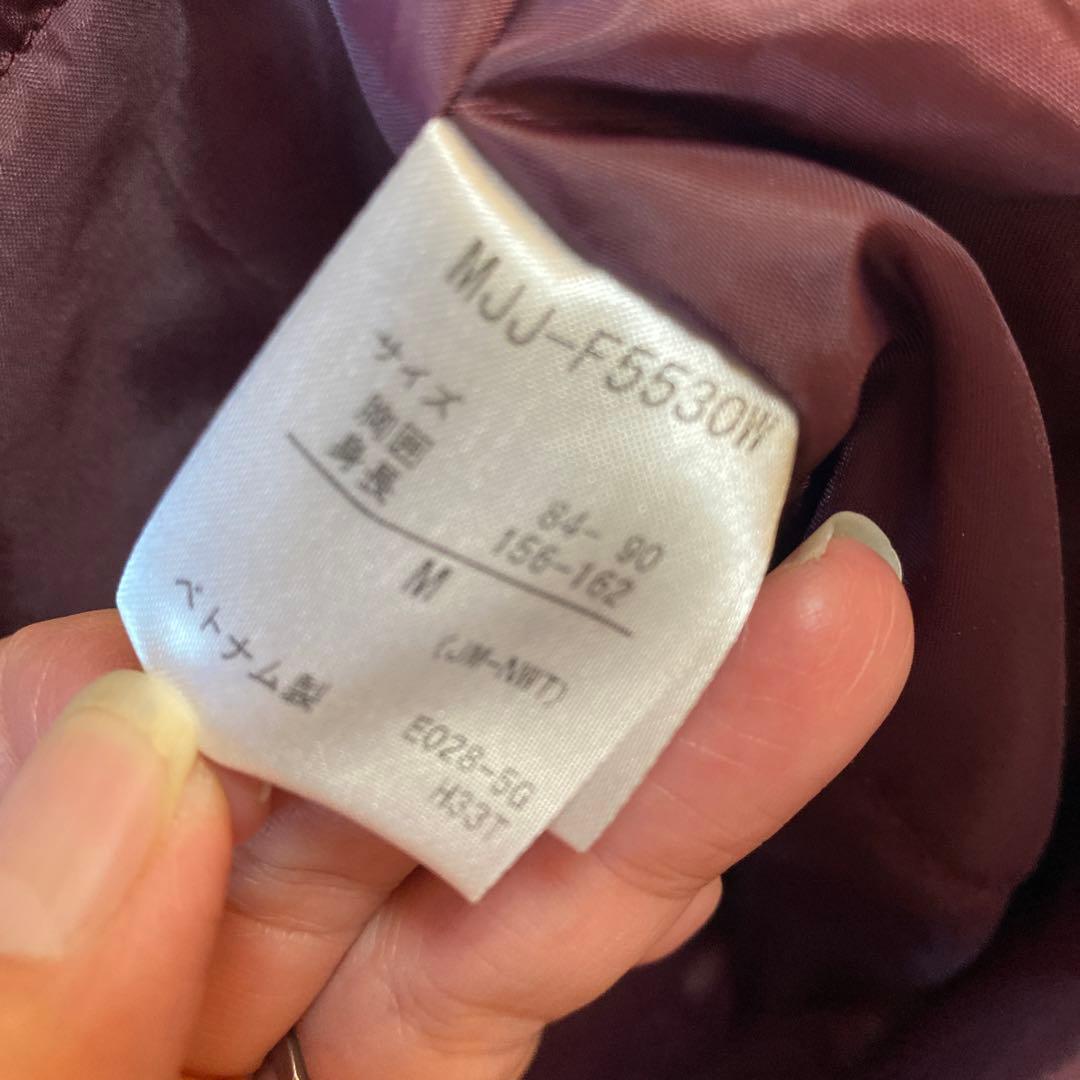 MJJ-F5530W
サイズ
胸囲 84- 90
身長 156-162
M
(JM-NWT)
ベトナム製
E028-50
H33T